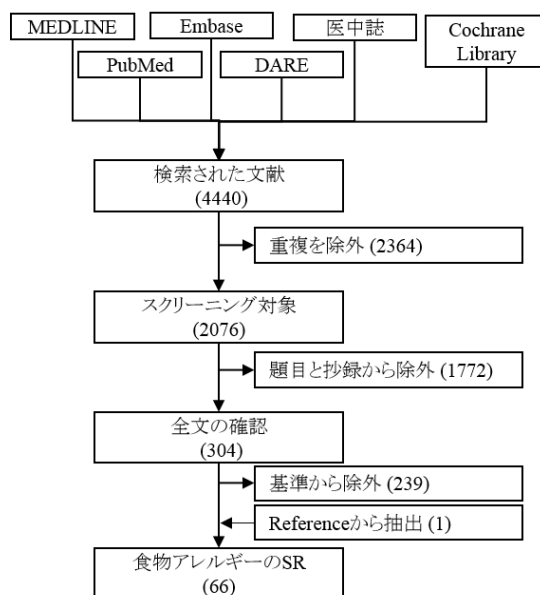 MEDLINE
Embase
医中誌
Cochrane
Library
PubMed
DARE
検索された文献
(4440)
重複を除外 (2364)
スクリーニング対象
(2076)
題目と抄録から除外 (1772)
全文の確認
(304)
基準から除外 (239)
Referenceから抽出 (1)
食物アレルギーのSR
(66)